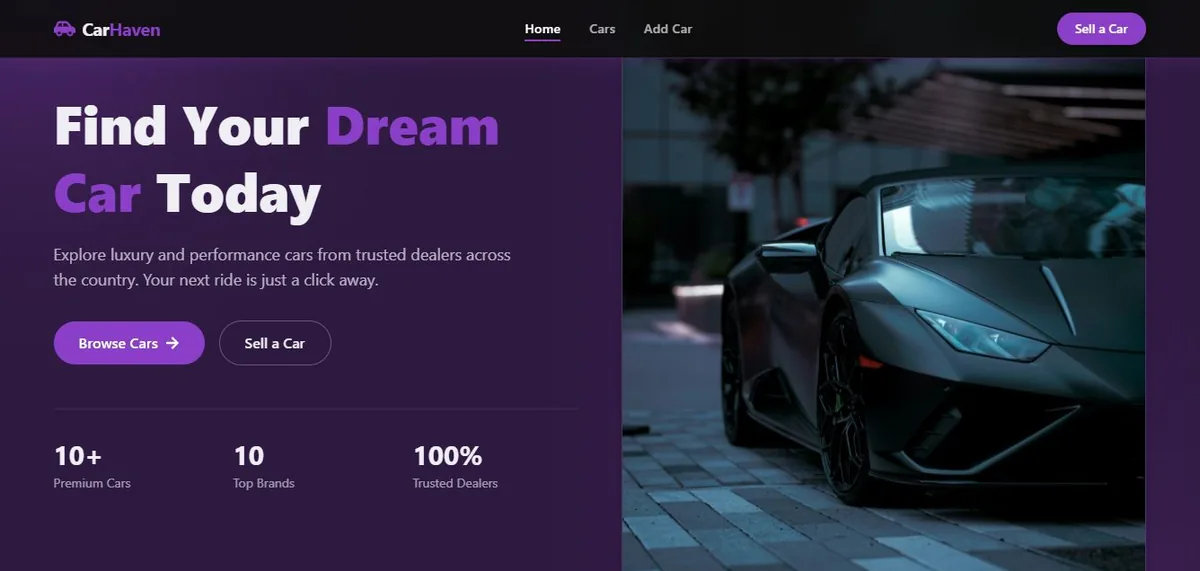 CarHaven
Home Cars Add Car
Sell a Car
Find Your Dream
Car Today
Explore luxury and performance cars from trusted dealers across
the country. Your next ride is just a click away.
Browse Cars →
Sell a Car
10+ 10 100%
Premium Cars Top Brands Trusted Dealers